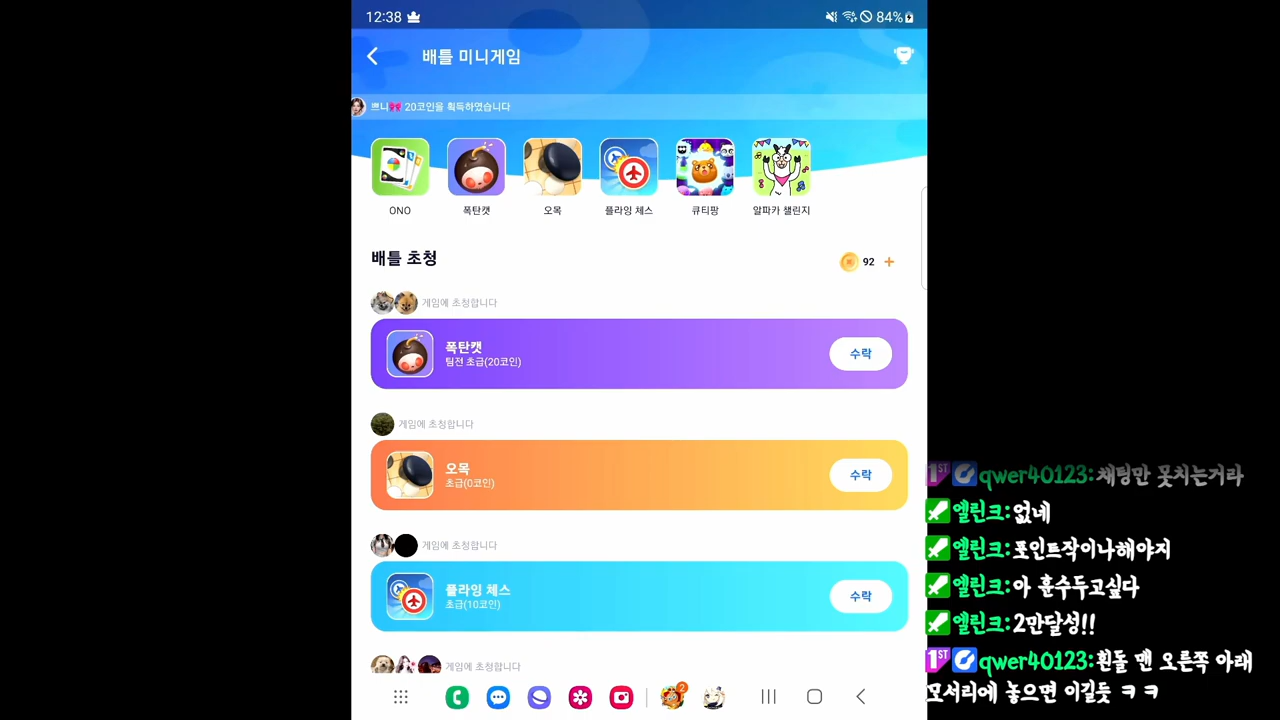 12:38
84%
배틀 미니게임
쁘니🎀 20코인을 획득하였습니다
ONO
폭탄캣
오목
플라잉 체스
큐티팡
알파카 챌린지
배틀 초청
92 +
게임에 초청합니다
폭탄캣
팀전 초급(20코인)
수락
게임에 초청합니다
오목
초급(0코인)
수락
게임에 초청합니다
플라잉 체스
초급(10코인)
수락
게임에 초청합니다
2
1ST qwer40123: 채팅만 못치는거라
엘린크: 없네
엘린크: 포인트작이나해야지
엘린크: 아 훈수두고싶다
엘린크: 2만달성!!
1ST qwer40123: 흰돌 맨 오른쪽 아래
모서리에 놓으면 이길듯 ㅋㅋ